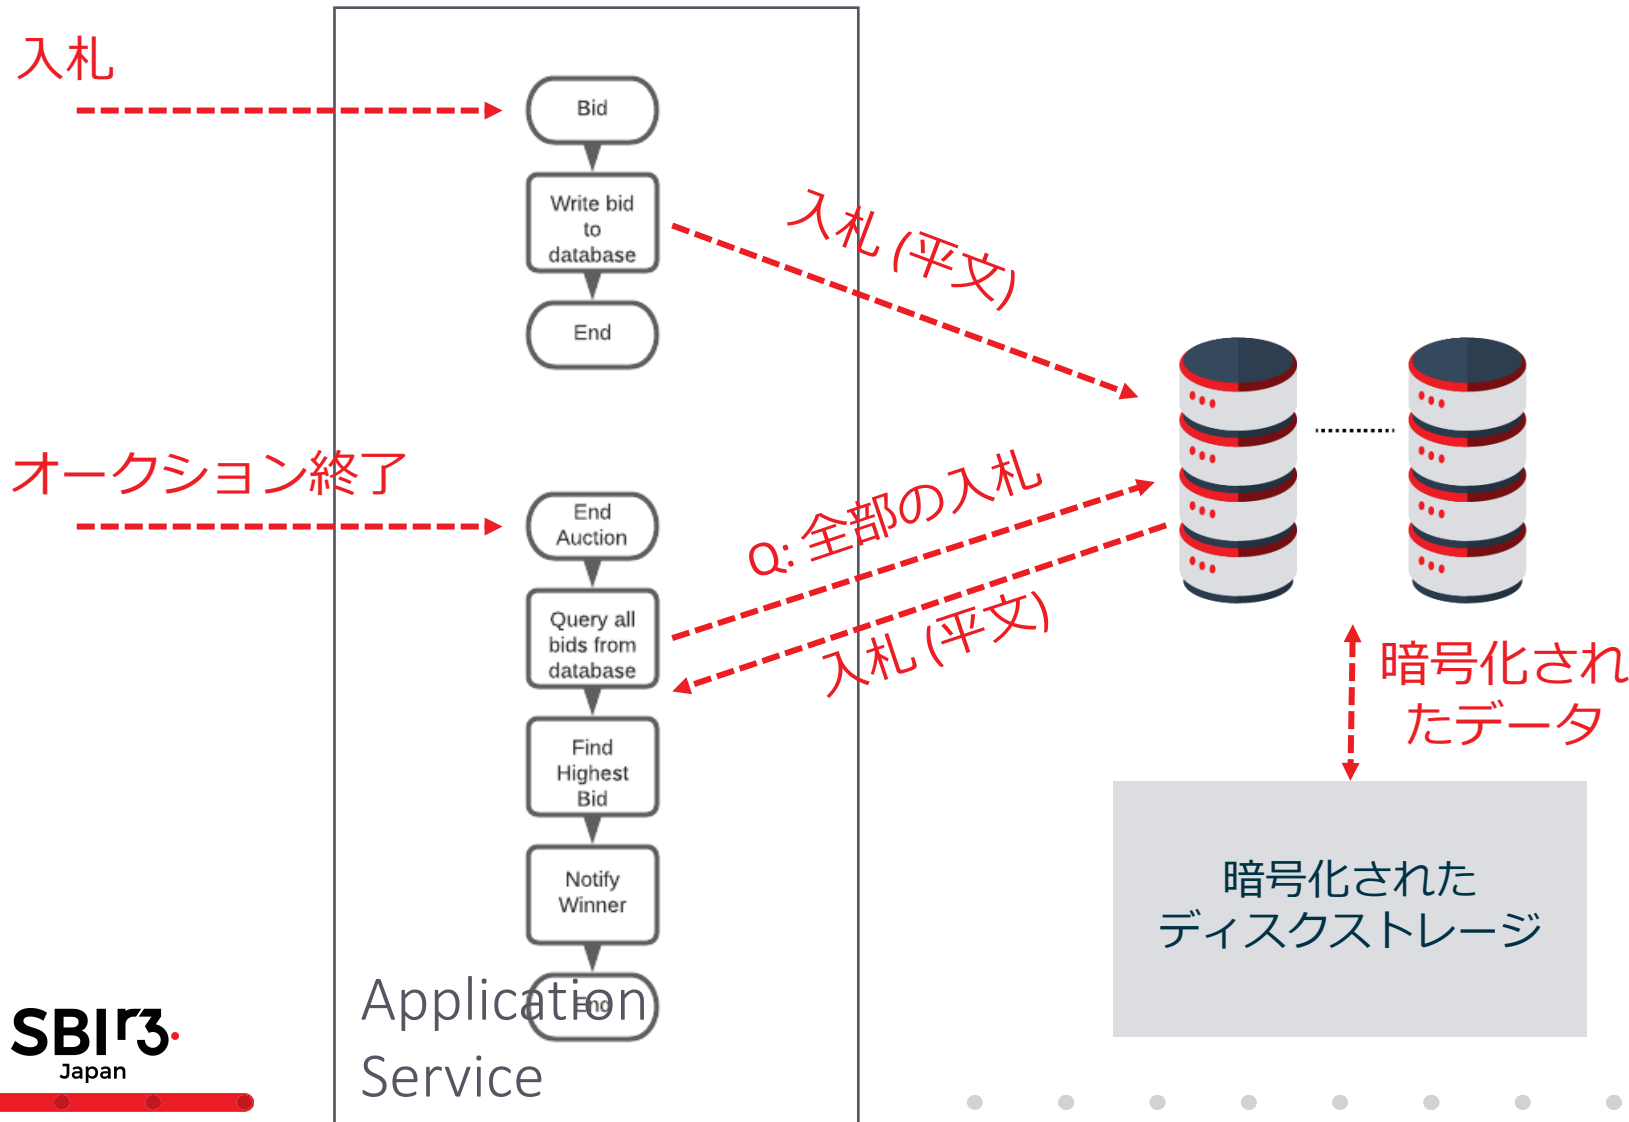 入札
Bid
Write bid
to
database
End
入札 (平文)
オークション終了
End
Auction
Query all
bids from
database
Find
Highest
Bid
Notify
Winner
End
Q: 全部の入札
入札 (平文)
暗号化され
たデータ
暗号化された
ディスクストレージ
Application
Service
SBI r3.
Japan